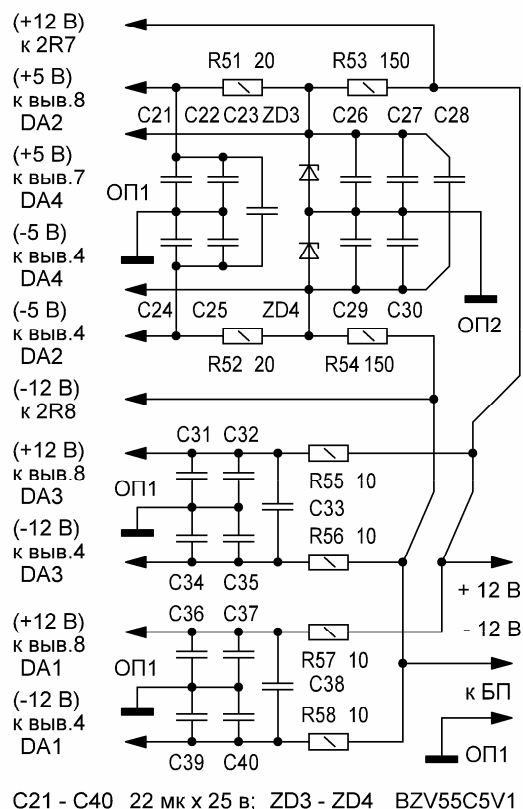 (+12 В)
к 2R7
R51 20
R53 150
(+5 В)
к выв.8
DA2
C21 C22 C23 ZD3 C26 C27 C28
(+5 В)
к выв.7
DA4
ОП1
(-5 В)
к выв.4
DA4
ОП2
(-5 В)
к выв.4
DA2
C24 C25 ZD4 C29 C30
R52 20
R54 150
(-12 В)
к 2R8
(+12 В)
к выв.8
DA3
C31 C32
R55 10
ОП1
C33
(-12 В)
к выв.4
DA3
R56 10
C34 C35
+ 12 В
(+12 В)
к выв.8
DA1
C36 C37
- 12 В
R57 10
ОП1
C38
к БП
(-12 В)
к выв.4
DA1
R58 10
C39 C40
ОП1
C21 - C40 22 мк х 25 в; ZD3 - ZD4 BZV55C5V1